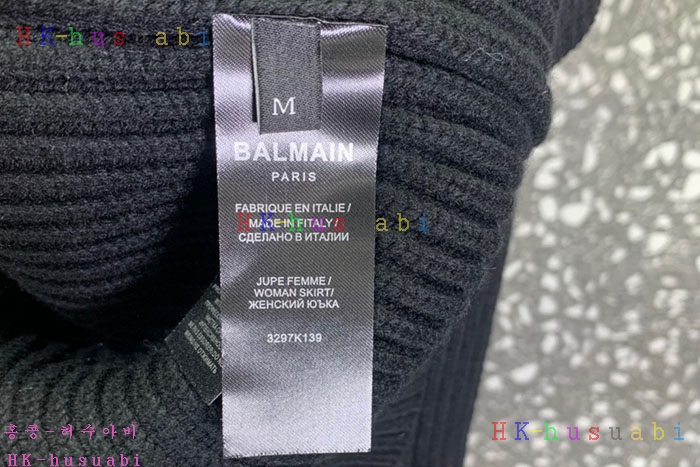 HK-husuabi
M
BALMAIN
PARIS
FABRIQUE EN ITALIE/
MADE IN ITALY/
СДЕЛАНО В ИТАЛИИ
HK-husuabi
JUPE FEMME/
WOMAN SKIRT/
ЖЕНСКИЙ ЮЪКА
3297K139
홍콩-허수아비
HK-husuabi
HK-husuabi